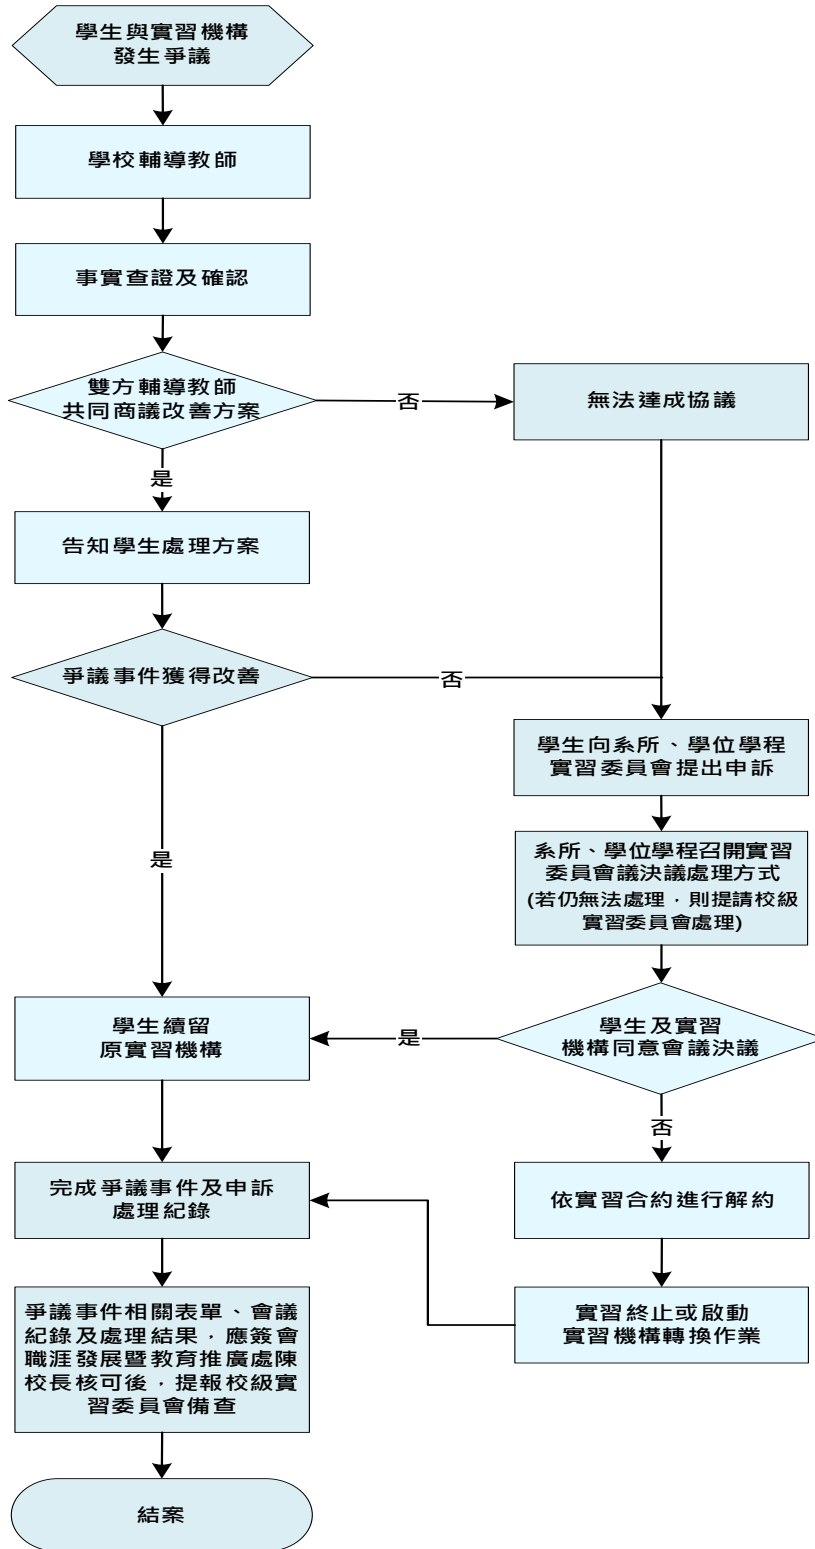 學生與實習機構
發生爭議
學校輔導教師
事實查證及確認
雙方輔導教師
共同商議改善方案
否
無法達成協議
是
告知學生處理方案
爭議事件獲得改善
否
學生向系所、學位學程
實習委員會提出申訴
系所、學位學程召開實習
委員會議決議處理方式
(若仍無法處理，則提請校級
實習委員會處理)
是
學生續留
原實習機構
是
學生及實習
機構同意會議決議
否
完成爭議事件及申訴
處理紀錄
依實習合約進行解約
實習終止或啟動
實習機構轉換作業
爭議事件相關表單、會議
紀錄及處理結果，應簽會
職涯發展暨教育推廣處陳
校長核可後，提報校級實
習委員會備查
結案